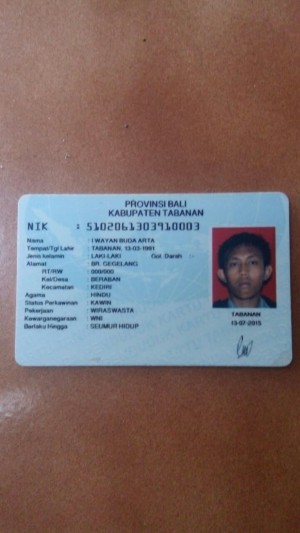 PROVINSI BALI
KABUPATEN TABANAN
NIK : 5102061303910003
Nama : I WAYAN BUDA ARTA
Tempat/Tgl Lahir : TABANAN, 13-03-1991
Jenis kelamin : LAKI-LAKI Gol. Darah : -
Alamat : BR. GEGELANG
RT/RW : 000/000
Kel/Desa : BERABAN
Kecamatan : KEDIRI
Agama : HINDU
Status Perkawinan : KAWIN
Pekerjaan : WIRASWASTA
Kewarganegaraan : WNI
Berlaku Hingga : SEUMUR HIDUP
TABANAN
13-07-2015